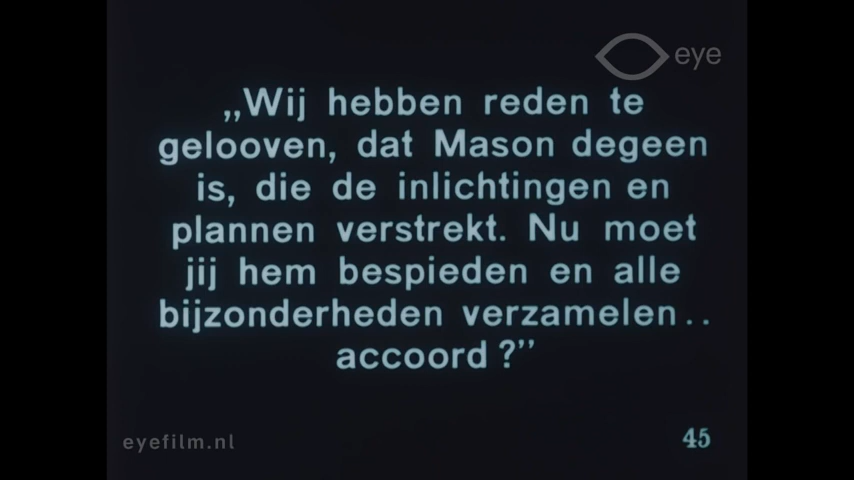 eye
„Wij hebben reden te
gelooven, dat Mason degeen
is, die de inlichtingen en
plannen verstrekt. Nu moet
jij hem bespieden en alle
bijzonderheden verzamelen..
accoord?”
eyefilm.nl
45